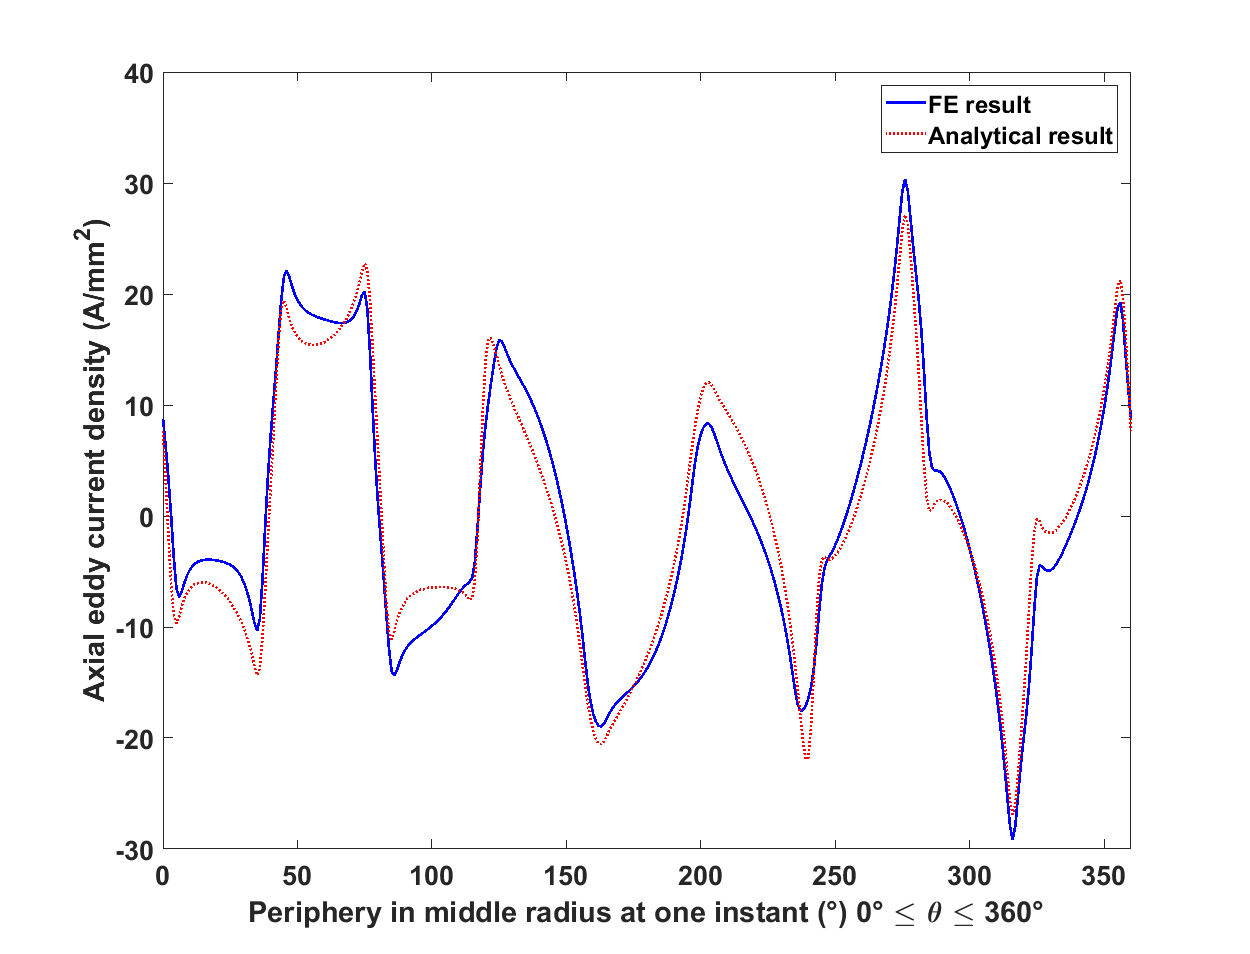 40
30
20
10
0
-10
-20
-30
0 50 100 150 200 250 300 350
Axial eddy current density (A/mm²)
Periphery in middle radius at one instant (°) 0° ≤ θ ≤ 360°
FE result
Analytical result